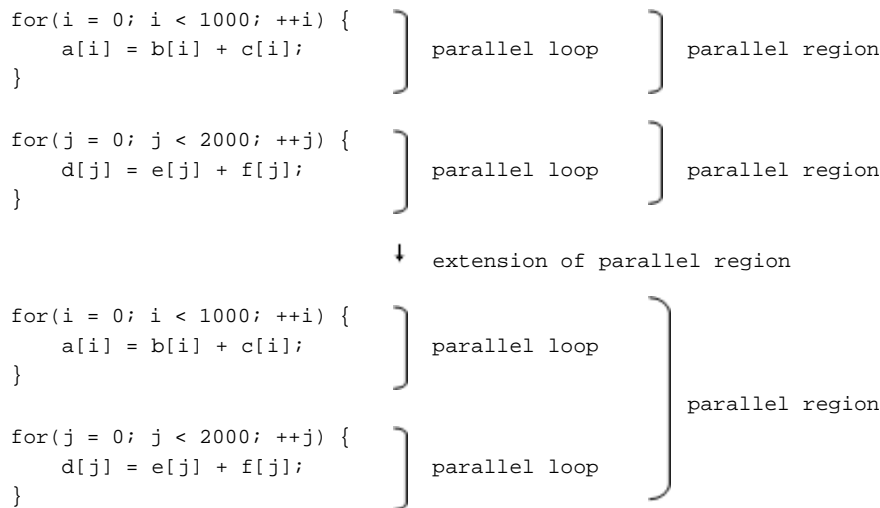 for(i = 0; i < 1000; ++i) {
    a[i] = b[i] + c[i];    parallel loop    parallel region
}
for(j = 0; j < 2000; ++j) {
    d[j] = e[j] + f[j];    parallel loop    parallel region
}
extension of parallel region
for(i = 0; i < 1000; ++i) {
    a[i] = b[i] + c[i];    parallel loop
}
parallel region
for(j = 0; j < 2000; ++j) {
    d[j] = e[j] + f[j];    parallel loop
}